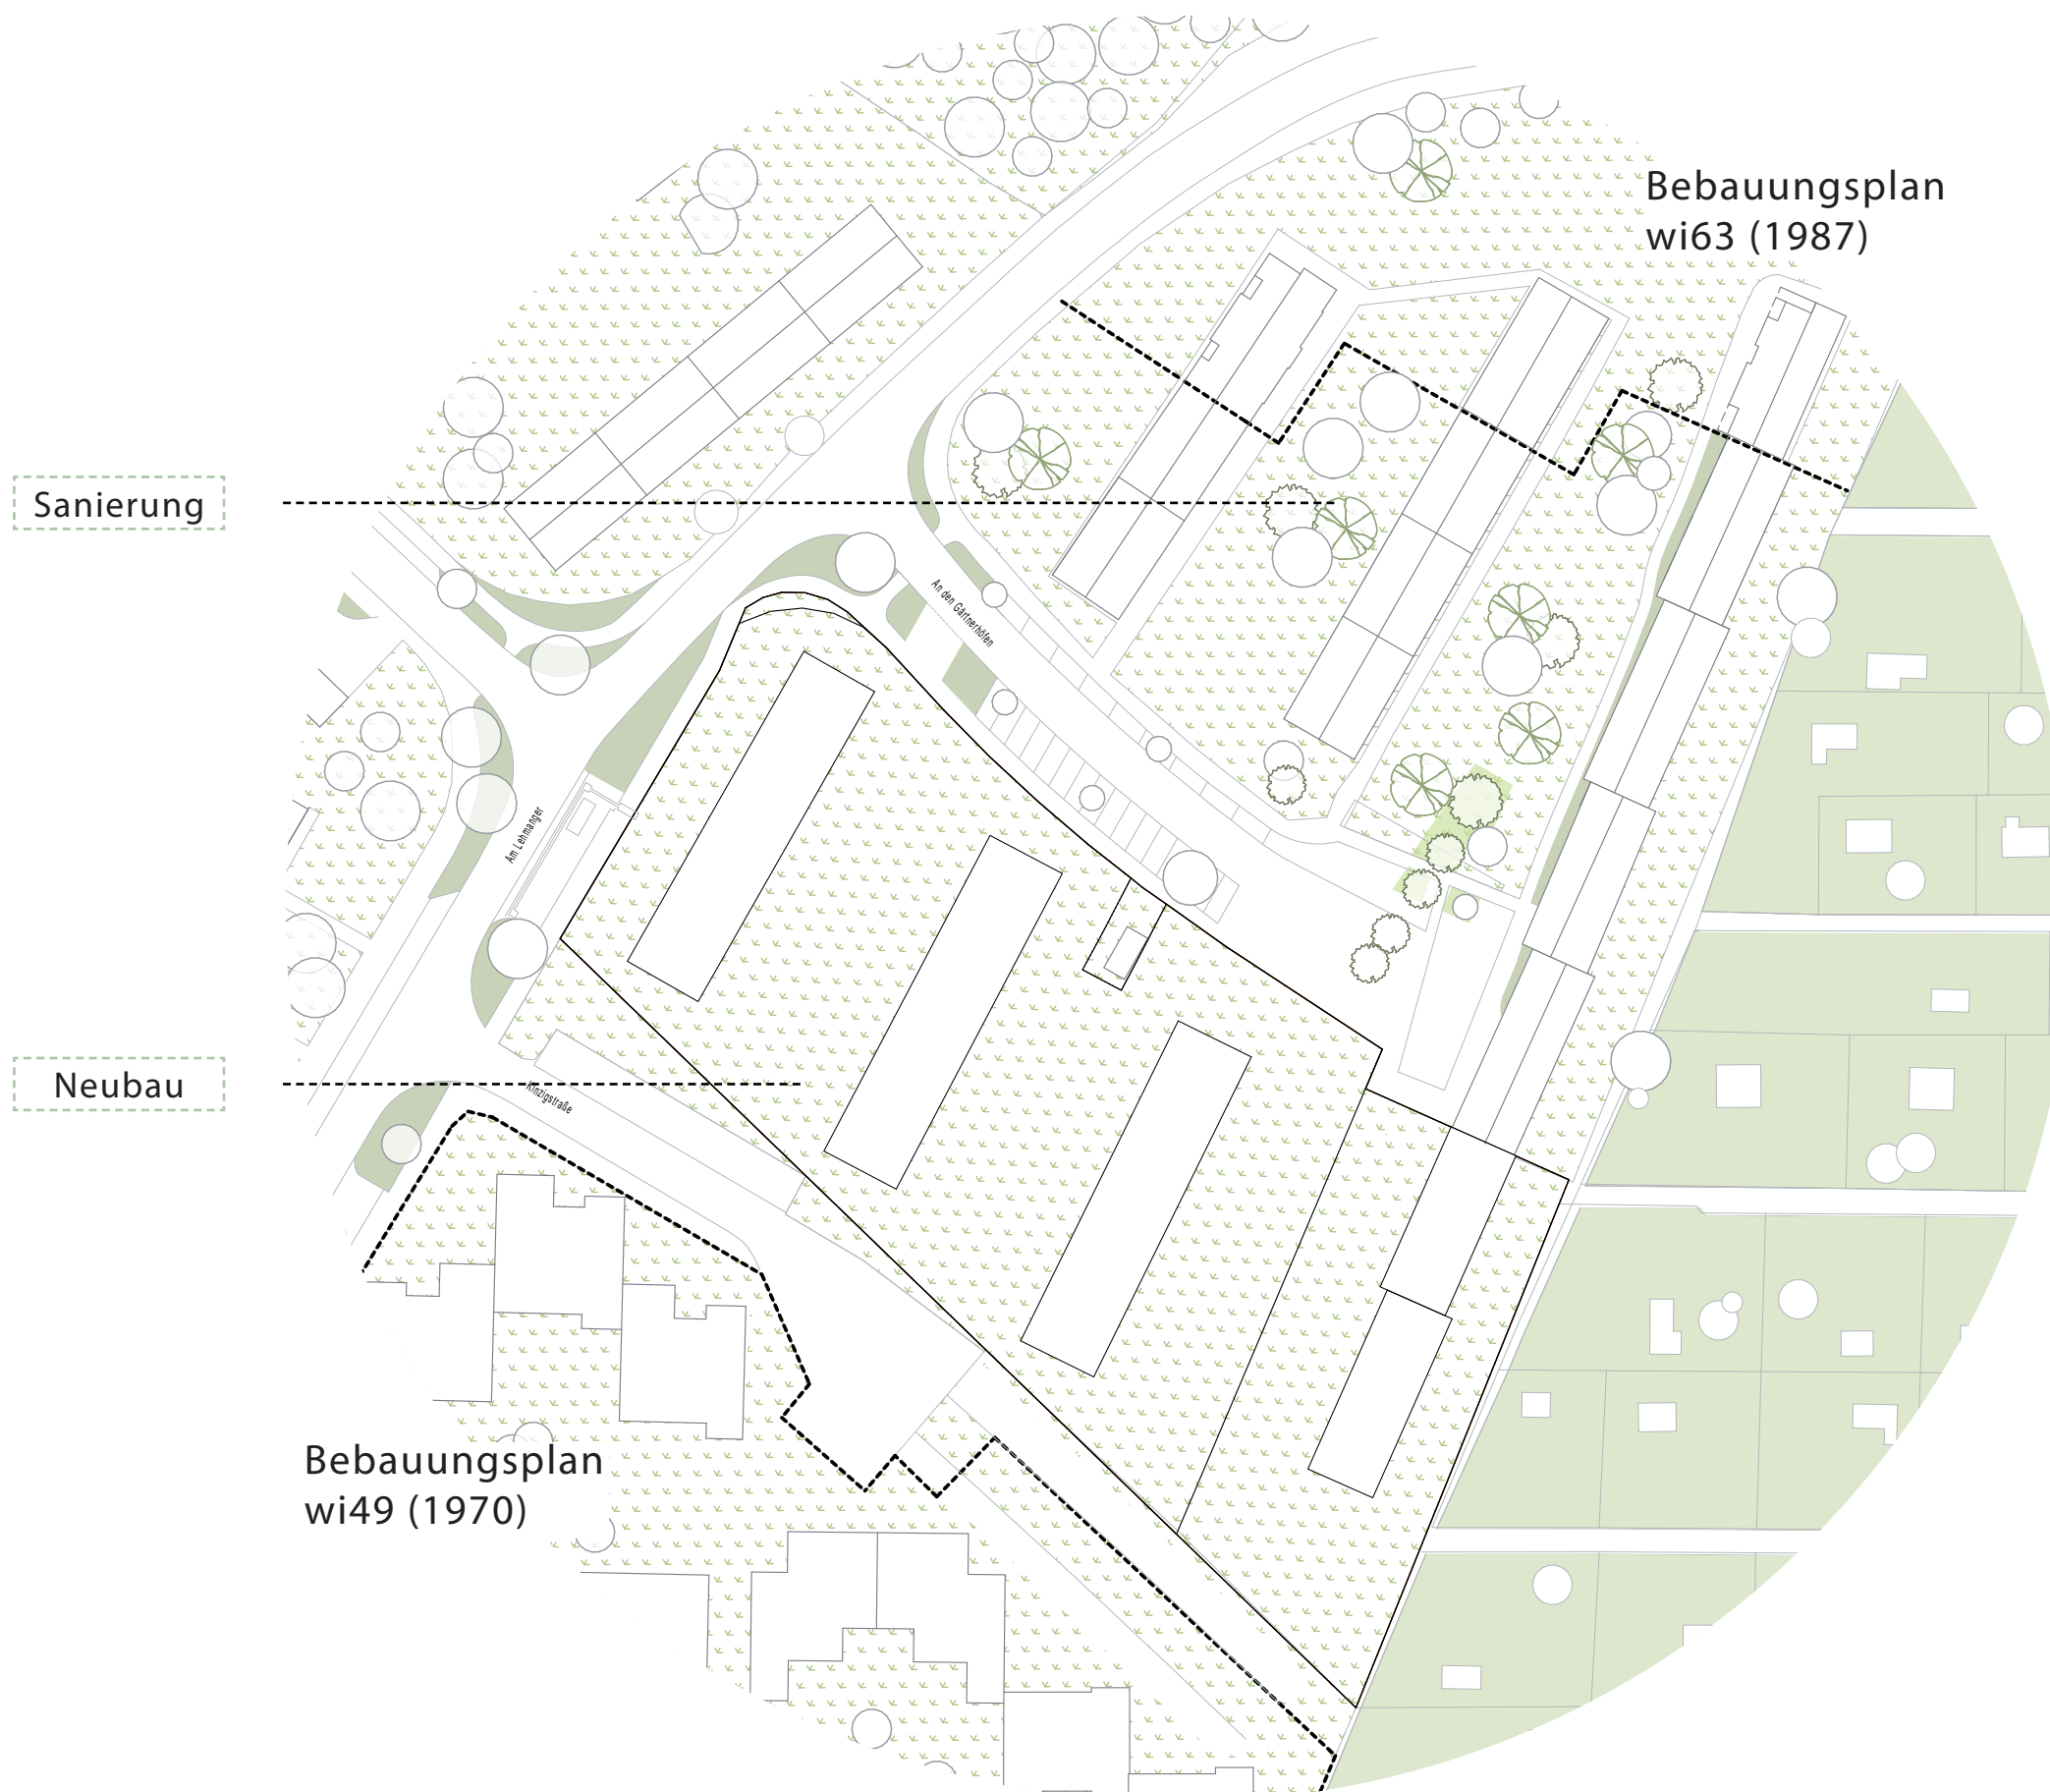 Bebauungsplan
wi63 (1987)
Sanierung
An den Gärtnerhöfen
Am Lehmanger
Neubau
Kinzigstraße
Bebauungsplan
wi49 (1970)